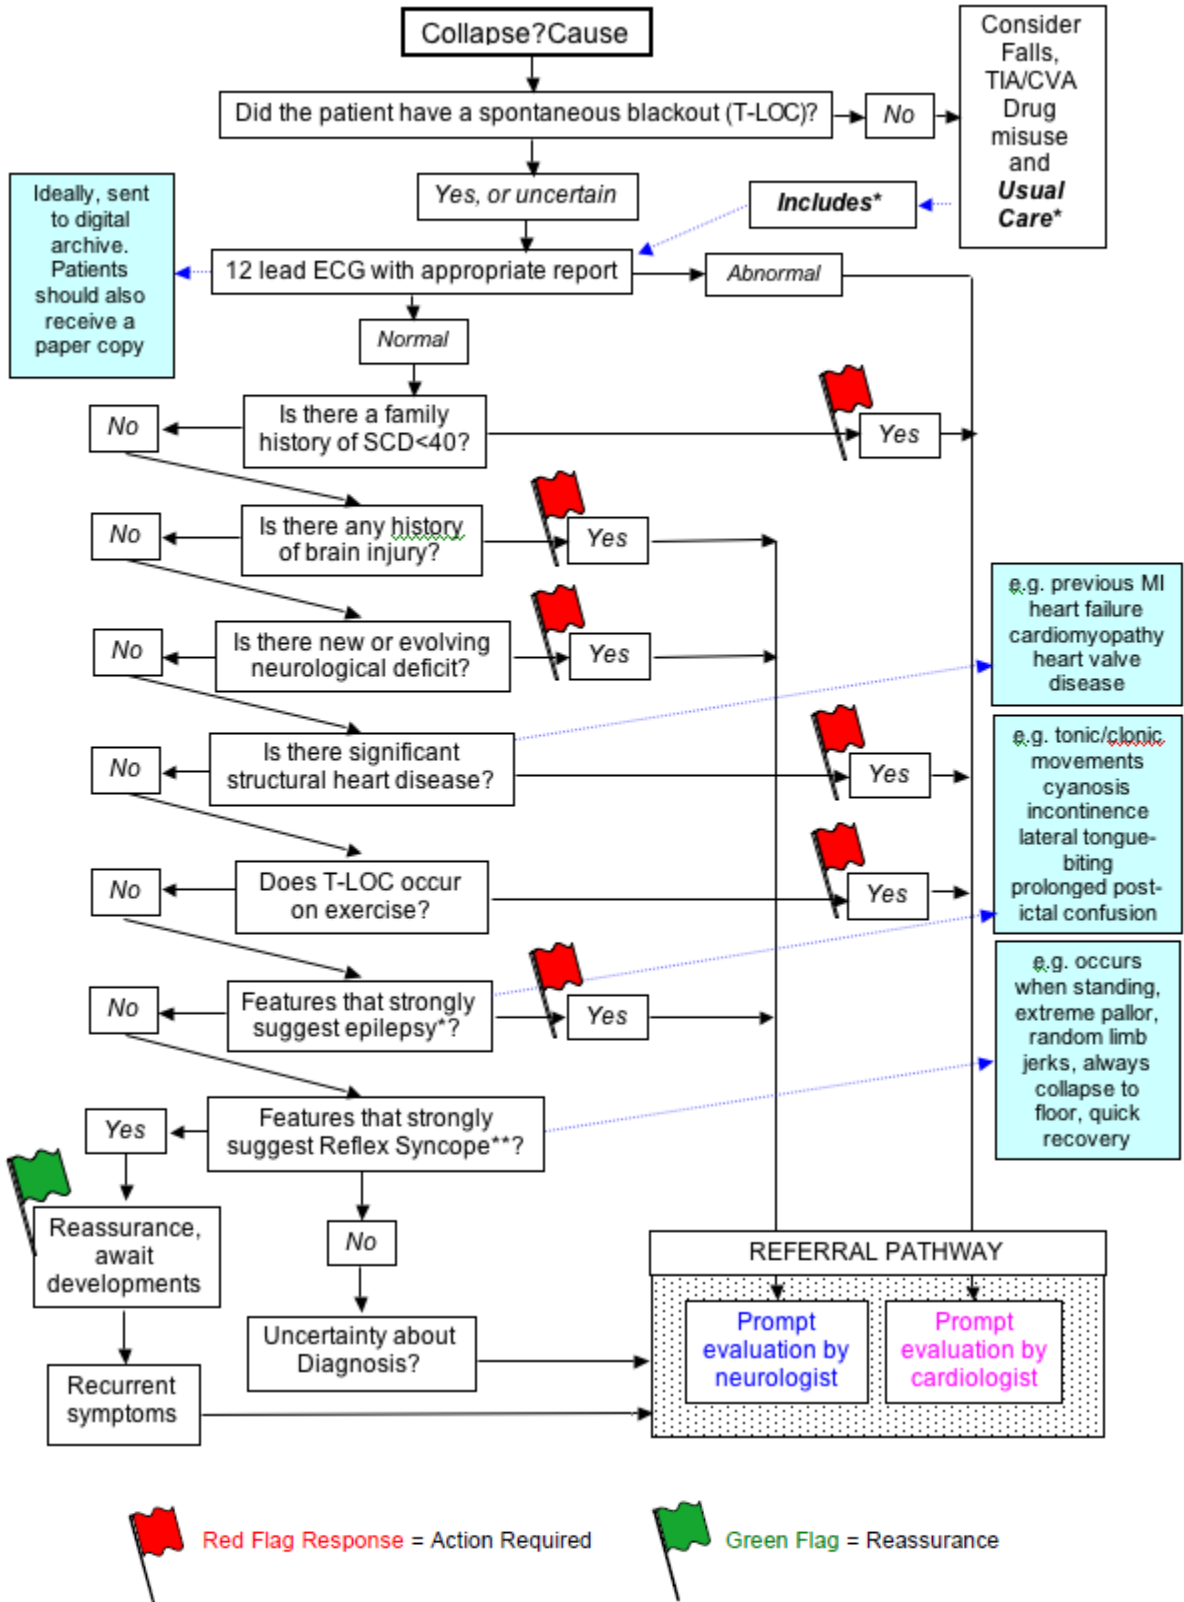 Collapse?Cause
Consider
Falls,
TIA/CVA
Drug
misuse
and
Usual
Care*
Did the patient have a spontaneous blackout (T-LOC)?
No
Yes, or uncertain
Includes*
Ideally, sent
to digital
archive.
Patients
should also
receive a
paper copy
12 lead ECG with appropriate report
Abnormal
Normal
Is there a family
history of SCD<40?
No
Yes
Is there any history
of brain injury?
No
Yes
Is there new or evolving
neurological deficit?
No
Yes
e.g. previous MI
heart failure
cardiomyopathy
heart valve
disease
Is there significant
structural heart disease?
No
Yes
e.g. tonic/clonic
movements
cyanosis
incontinence
lateral tongue-
biting
prolonged post-
ictal confusion
Does T-LOC occur
on exercise?
No
Yes
Features that strongly
suggest epilepsy*?
No
Yes
e.g. occurs
when standing,
extreme pallor,
random limb
jerks, always
collapse to
floor, quick
recovery
Features that strongly
suggest Reflex Syncope**?
Yes
No
Reassurance,
await
developments
Uncertainty about
Diagnosis?
Recurrent
symptoms
REFERRAL PATHWAY
Prompt
evaluation by
neurologist
Prompt
evaluation by
cardiologist
Red Flag Response = Action Required
Green Flag = Reassurance